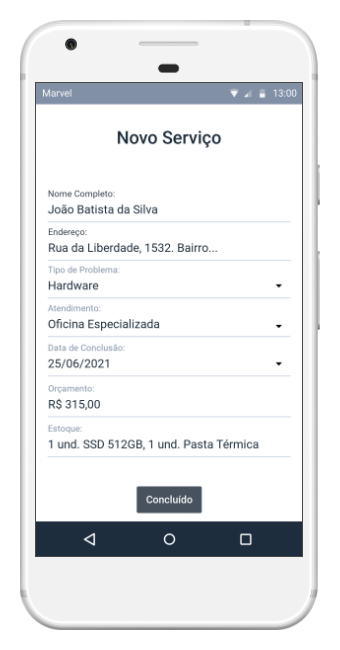 Marvel 13:00
Novo Serviço
Nome Completo:
João Batista da Silva
Endereço:
Rua da Liberdade, 1532. Bairro...
Tipo de Problema:
Hardware
Atendimento:
Oficina Especializada
Data de Conclusão:
25/06/2021
Orçamento:
R$ 315,00
Estoque:
1 und. SSD 512GB, 1 und. Pasta Térmica
Concluído